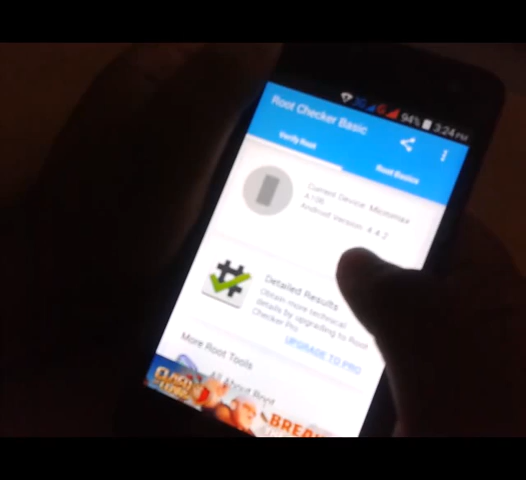 3G G 94% 3:24 PM
Root Checker Basic
Verify Root
Root Basics
Current Device: Micromax
Android Version: 4.4.2
Detailed Results
Obtain more technical
details by upgrading to Root
Checker Pro
UPGRADE TO PRO
More Root Tools
All About Root
CLASH